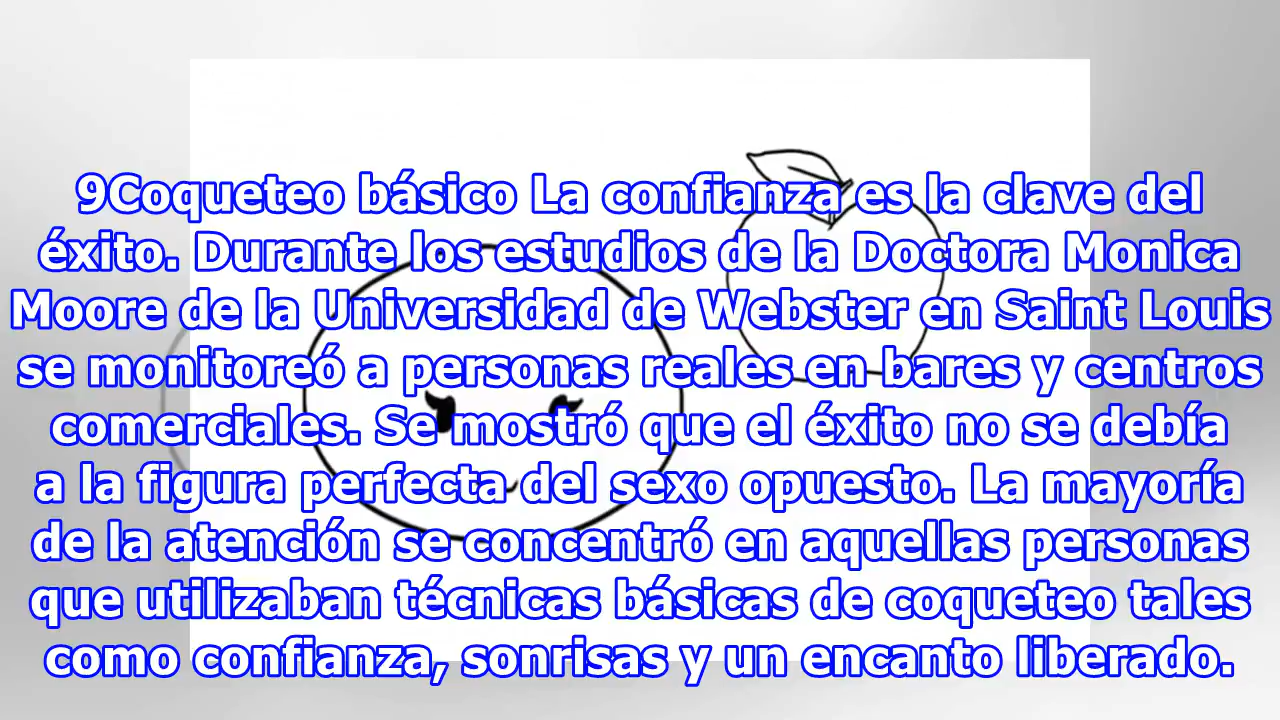 9Coqueteo básico La confianza es la clave del
éxito. Durante los estudios de la Doctora Monica
Moore de la Universidad de Webster en Saint Louis
se monitoreó a personas reales en bares y centros
comerciales. Se mostró que el éxito no se debía
a la figura perfecta del sexo opuesto. La mayoría
de la atención se concentró en aquellas personas
que utilizaban técnicas básicas de coqueteo tales
como confianza, sonrisas y un encanto liberado.